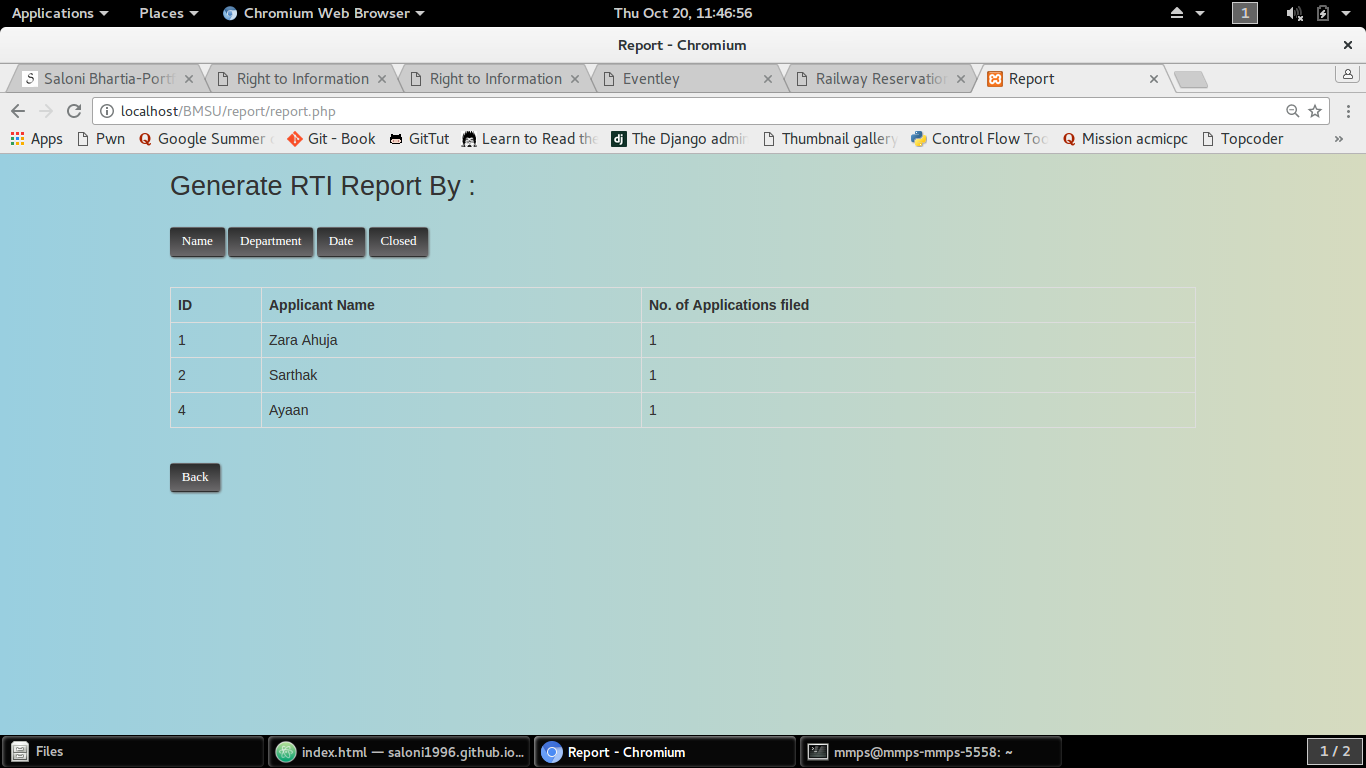 Applications Places Chromium Web Browser Thu Oct 20, 11:46:56 1
Report - Chromium
Saloni Bhartia-Portf Right to Information Right to Information Eventley Railway Reservation Report
localhost/BMSU/report/report.php
Apps Pwn Google Summer Git - Book GitTut Learn to Read the The Django admin Thumbnail gallery Control Flow Too Mission acmicpc Topcoder »
Generate RTI Report By :
Name Department Date Closed
ID Applicant Name No. of Applications filed
1 Zara Ahuja 1
2 Sarthak 1
4 Ayaan 1
Back
Files index.html — saloni1996.github.io... Report - Chromium mmps@mmps-mmps-5558: ~ 1 / 2